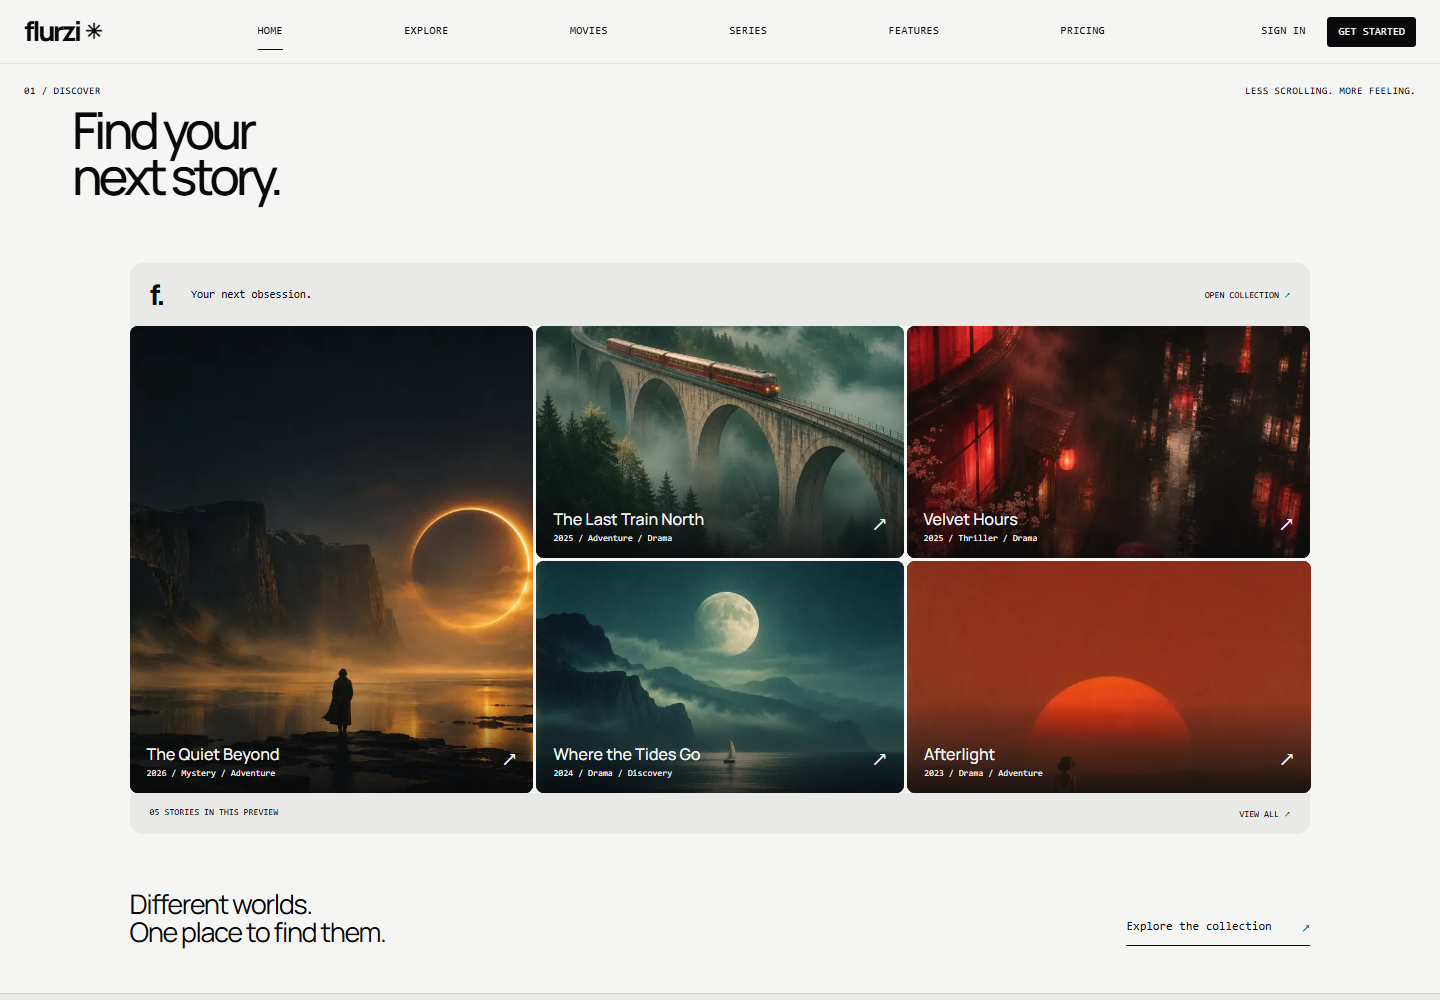 flurzi
HOME
EXPLORE
MOVIES
SERIES
FEATURES
PRICING
SIGN IN
GET STARTED
01 / DISCOVER
LESS SCROLLING. MORE FEELING.
Find your
next story.
f.
Your next obsession.
OPEN COLLECTION ↗
The Last Train North
2025 / Adventure / Drama
Velvet Hours
2025 / Thriller / Drama
The Quiet Beyond
2026 / Mystery / Adventure
Where the Tides Go
2024 / Drama / Discovery
Afterlight
2023 / Drama / Adventure
05 STORIES IN THIS PREVIEW
VIEW ALL ↗
Different worlds.
One place to find them.
Explore the collection ↗